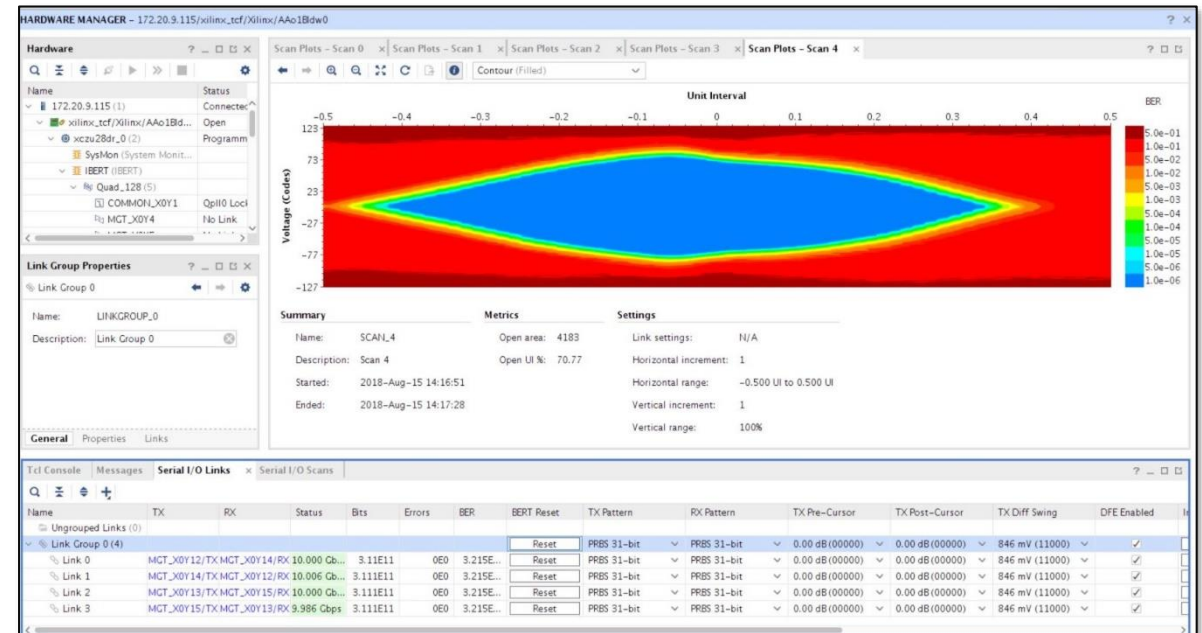 HARDWARE MANAGER - 172.20.9.115/xilinx_tcf/Xilinx/AAo1Bldw0
Hardware
Name Status
172.20.9.115 (1) Connected
xilinx_tcf/Xilinx/AAo1Bld... Open
xczu28dr_0 (2) Programm
SysMon (System Monit...
IBERT (IBERT)
Quad_128 (5)
COMMON_X0Y1 Qpll0 Lock
MGT_X0Y4 No Link
Link Group Properties
Link Group 0
Name: LINKGROUP_0
Description: Link Group 0
General Properties Links
Scan Plots - Scan 0 Scan Plots - Scan 1 Scan Plots - Scan 2 Scan Plots - Scan 3 Scan Plots - Scan 4
Contour (Filled)
Unit Interval
-0.5 -0.4 -0.3 -0.2 -0.1 0 0.1 0.2 0.3 0.4 0.5
Voltage (Codes)
123
73
23
-27
-77
-127
BER
5.0e-01
1.0e-01
5.0e-02
1.0e-02
5.0e-03
1.0e-03
5.0e-04
1.0e-04
5.0e-05
1.0e-05
5.0e-06
1.0e-06
Summary
Name: SCAN_4
Description: Scan 4
Started: 2018-Aug-15 14:16:51
Ended: 2018-Aug-15 14:17:28
Metrics
Open area: 4183
Open UI %: 70.77
Settings
Link settings: N/A
Horizontal increment: 1
Horizontal range: -0.500 UI to 0.500 UI
Vertical increment: 1
Vertical range: 100%
Tcl Console Messages Serial I/O Links Serial I/O Scans
Name TX RX Status Bits Errors BER BERT Reset TX Pattern RX Pattern TX Pre-Cursor TX Post-Cursor TX Diff Swing DFE Enabled
Ungrouped Links (0)
Link Group 0 (4) Reset PRBS 31-bit PRBS 31-bit 0.00 dB (00000) 0.00 dB (00000) 846 mV (11000)
Link 0 MGT_X0Y12/TX MGT_X0Y14/RX 10.000 Gb... 3.11E11 0E0 3.215E... Reset PRBS 31-bit PRBS 31-bit 0.00 dB (00000) 0.00 dB (00000) 846 mV (11000)
Link 1 MGT_X0Y14/TX MGT_X0Y12/RX 10.006 Gb... 3.111E11 0E0 3.215E... Reset PRBS 31-bit PRBS 31-bit 0.00 dB (00000) 0.00 dB (00000) 846 mV (11000)
Link 2 MGT_X0Y13/TX MGT_X0Y15/RX 10.000 Gb... 3.111E11 0E0 3.215E... Reset PRBS 31-bit PRBS 31-bit 0.00 dB (00000) 0.00 dB (00000) 846 mV (11000)
Link 3 MGT_X0Y15/TX MGT_X0Y13/RX 9.986 Gbps 3.111E11 0E0 3.215E... Reset PRBS 31-bit PRBS 31-bit 0.00 dB (00000) 0.00 dB (00000) 846 mV (11000)